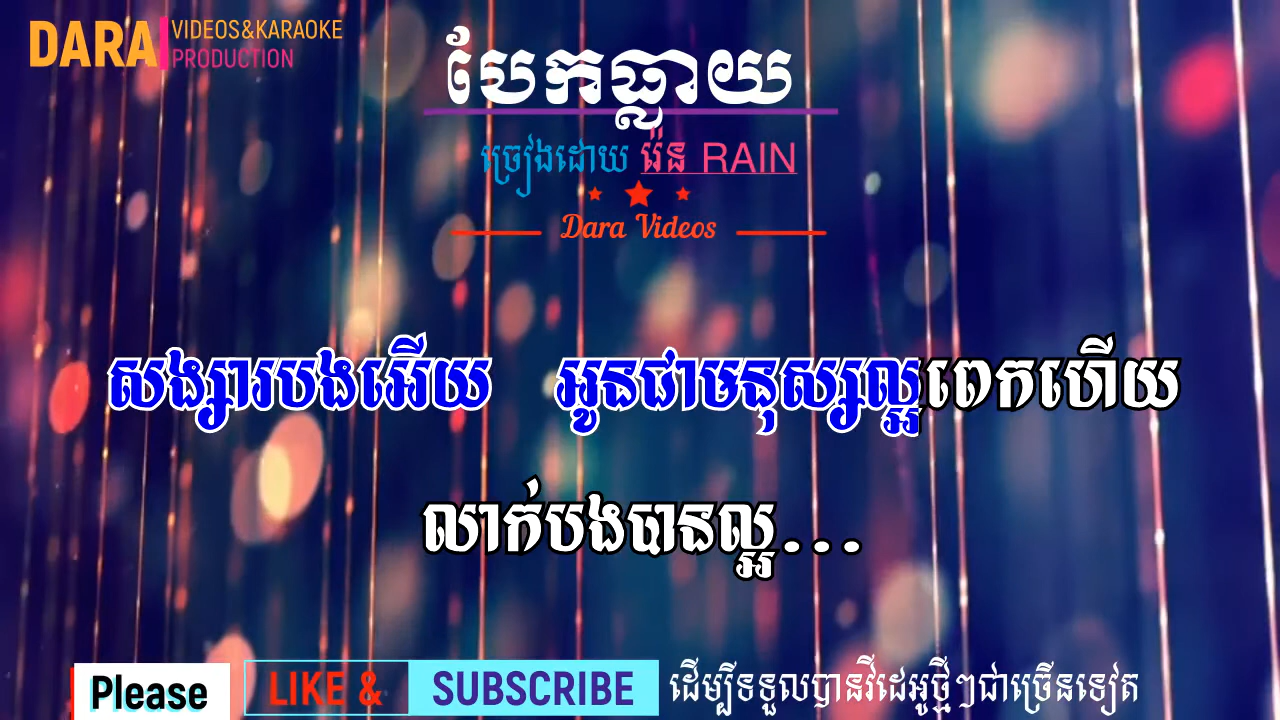 DARA VIDEOS&KARAOKE
PRODUCTION
បែកធ្លាយ
ច្រៀងដោយ រ៉េន RAIN
Dara Videos
សង្សារបងអើយ អូនជាមនុស្សល្អពេកហើយ
លាក់បងបានល្អ...
Please LIKE & SUBSCRIBE ដើម្បីទទួលបានវីដេអូថ្មីៗជាច្រើនទៀត